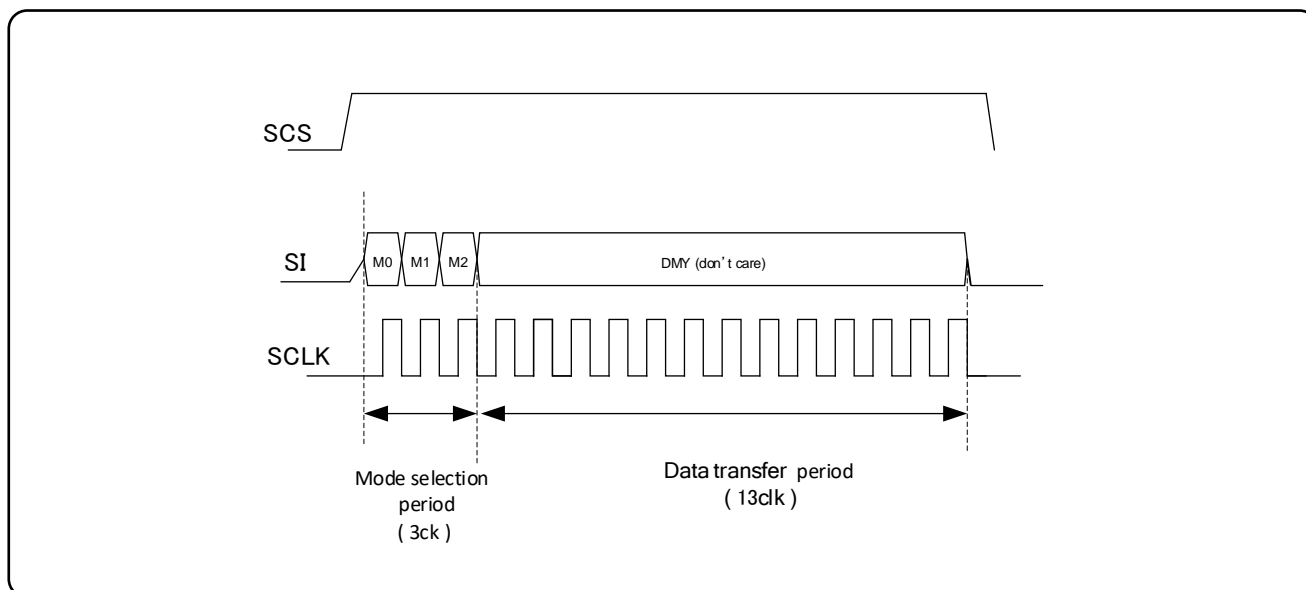 SCS
SI
M0 M1 M2 DMY (don't care)
SCLK
Mode selection
period
( 3ck )
Data transfer period
( 13clk )